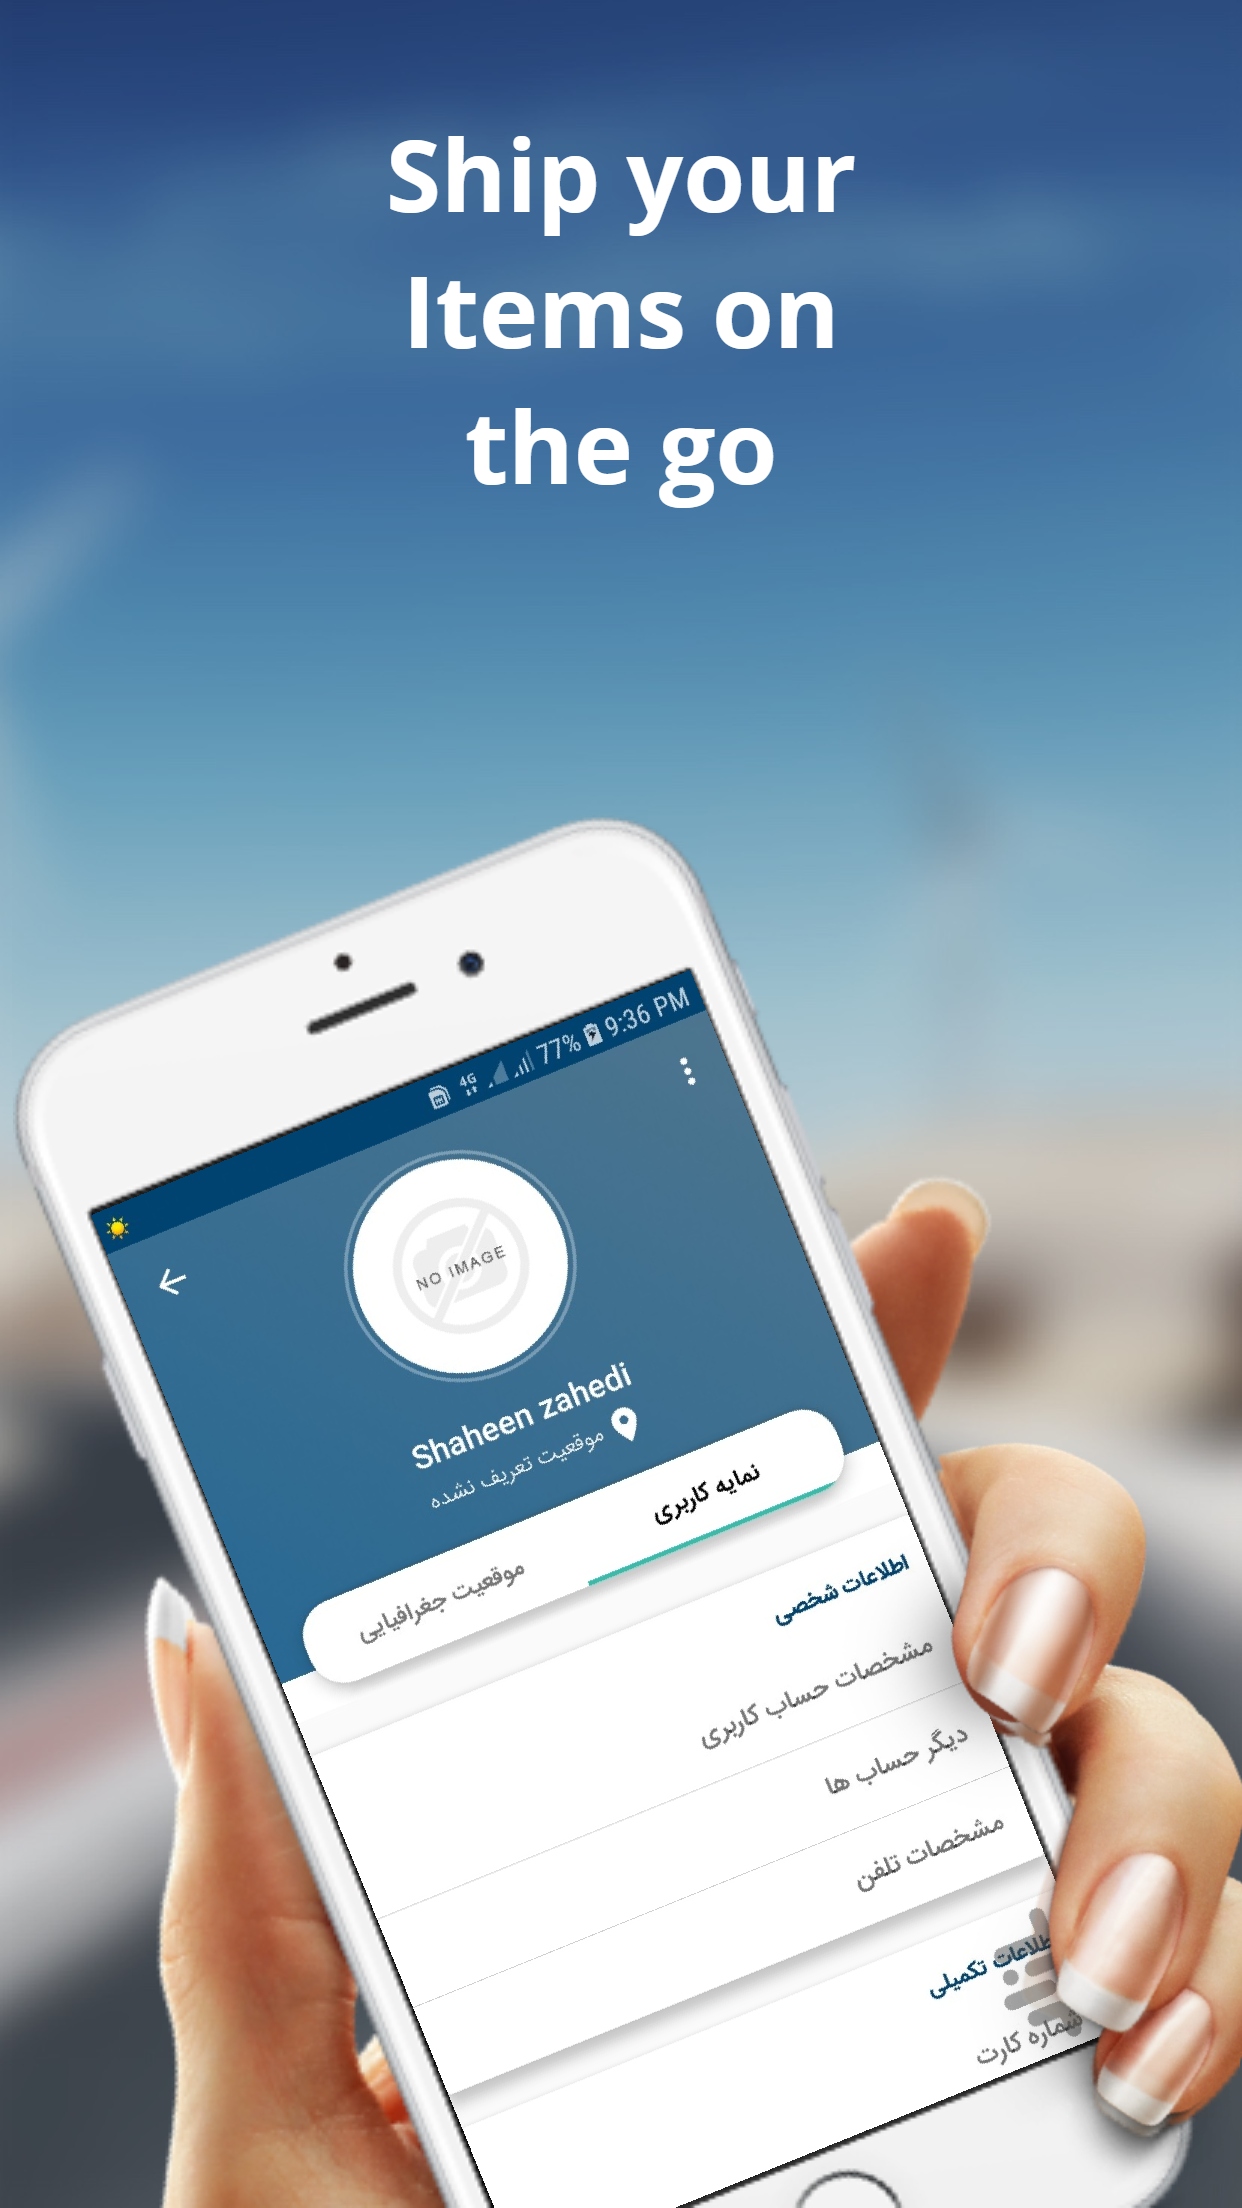 Ship your
Items on
the go
77% 9:36 PM
4G
NO IMAGE
Shaheen zahedi
موقعیت تعریف نشده
نمایه کاربری
موقعیت جغرافیایی
اطلاعات شخصی
مشخصات حساب کاربری
دیگر حساب ها
مشخصات تلفن
اطلاعات تکمیلی
شماره کارت